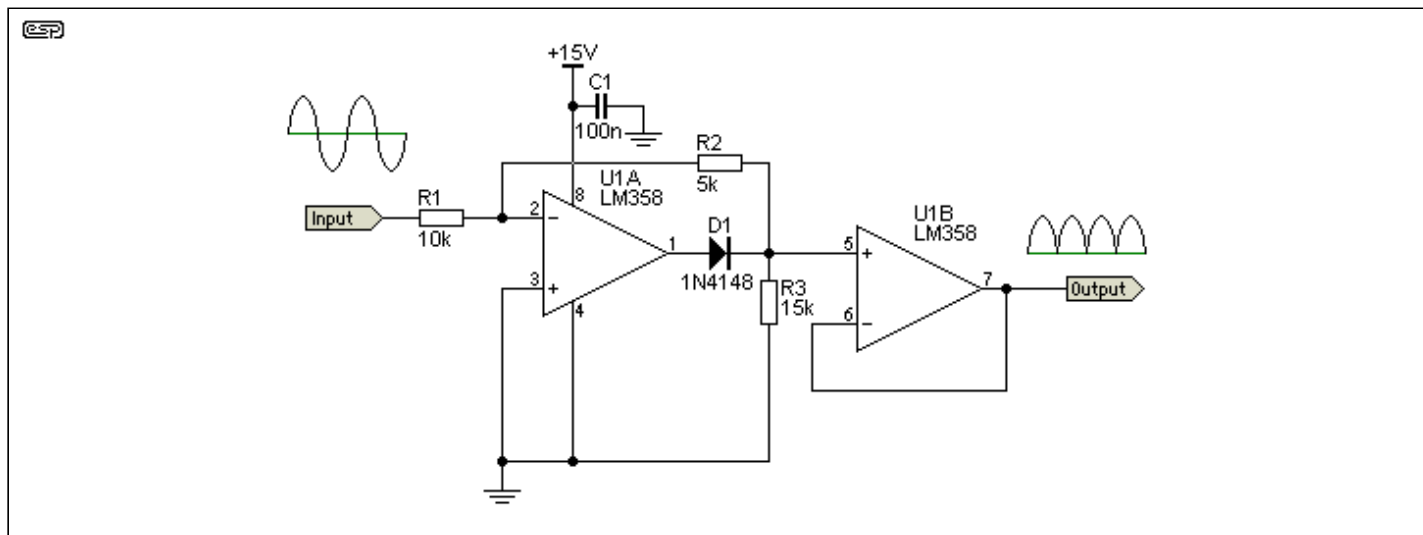 esp
+15V
C1
100n
R2
5k
U1A
LM358
8
R1
10k
Input
2
−
3
+
4
1
D1
1N4148
R3
15k
U1B
LM358
5
+
6
−
7
Output